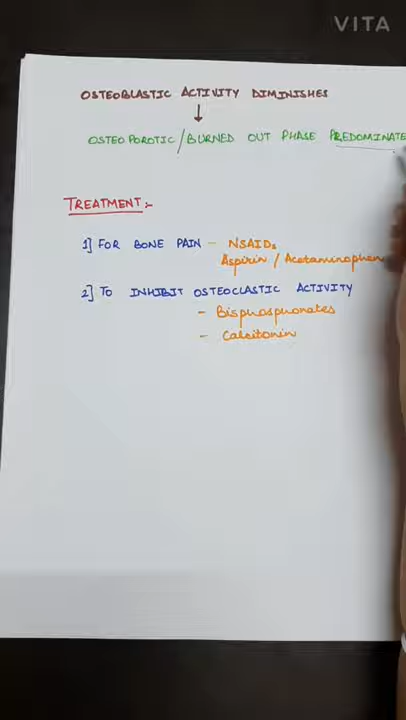 VITA
OSTEOBLASTIC ACTIVITY DIMINISHES
OSTEOPOROTIC/BURNED OUT PHASE PREDOMINATE
TREATMENT:-
1] FOR BONE PAIN - NSAIDs
Aspirin / Acetaminophen
2] TO INHIBIT OSTEOCLASTIC ACTIVITY
- Bisphosphonates
- Calcitonin